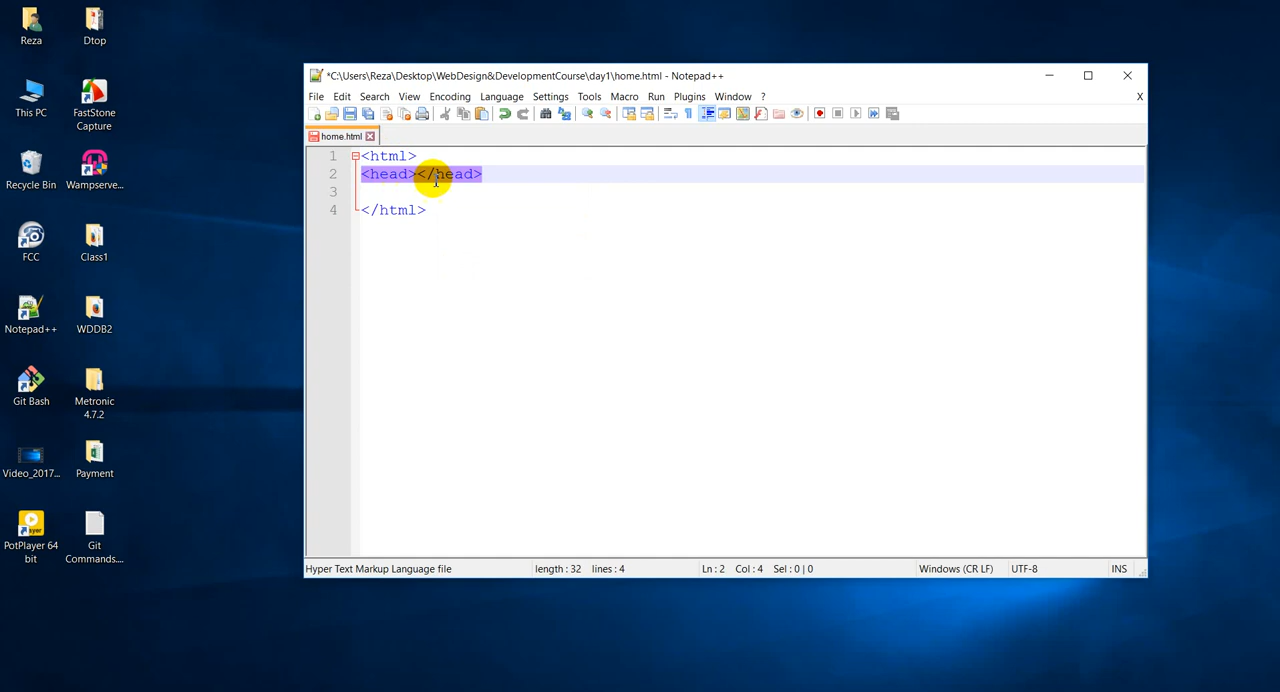 Reza
Dtop
This PC
FastStone
Capture
Recycle Bin
Wampserve...
FCC
Class1
Notepad++
WDDB2
Git Bash
Metronic
4.7.2
Video_2017...
Payment
PotPlayer 64
bit
Git
Commands....
*C:\Users\Reza\Desktop\WebDesign&DevelopmentCourse\day1\home.html - Notepad++
File Edit Search View Encoding Language Settings Tools Macro Run Plugins Window ? X
home.html
1 <html>
2 <head></head>
3
4 </html>
Hyper Text Markup Language file length : 32 lines : 4 Ln : 2 Col : 4 Sel : 0 | 0 Windows (CR LF) UTF-8 INS